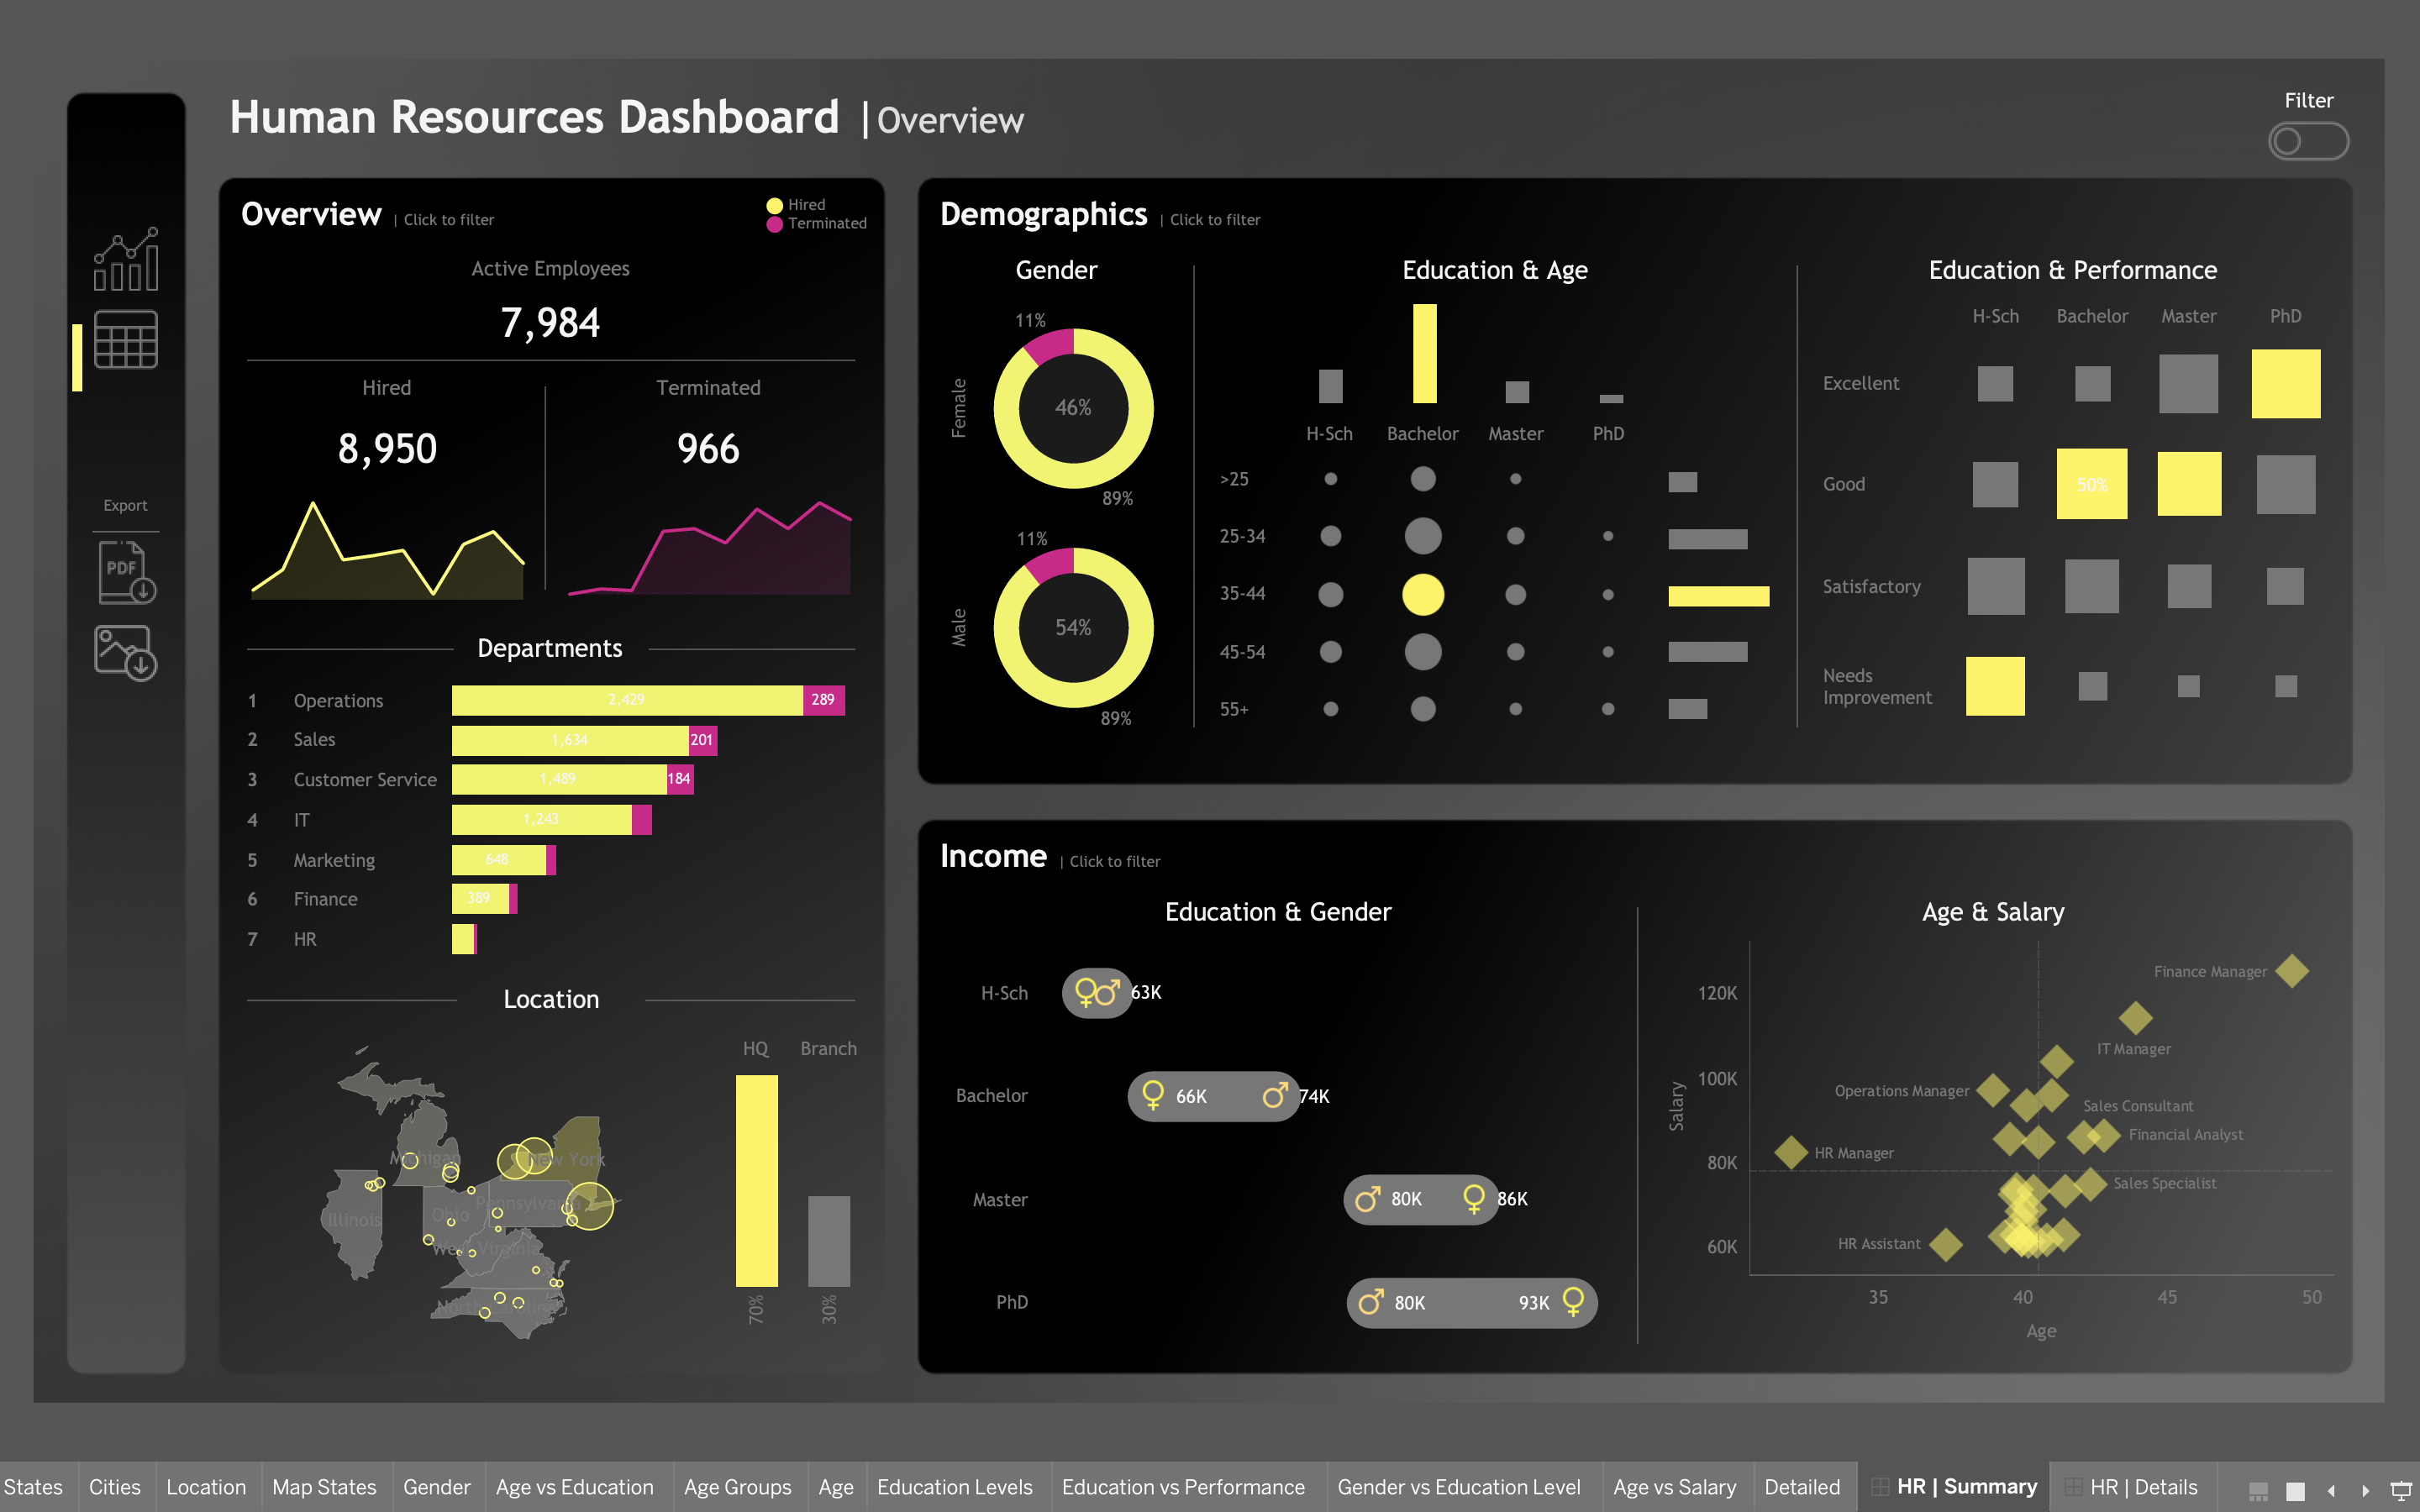 Human Resources Dashboard | Overview
Filter
Export
PDF
Overview | Click to filter
Hired
Terminated
Active Employees
7,984
Hired
8,950
Terminated
966
Departments
1 Operations 2,429 289
2 Sales 1,634 201
3 Customer Service 1,489 184
4 IT 1,243
5 Marketing 648
6 Finance 389
7 HR
Location
Michigan
New York
Illinois
Ohio
Pennsylvania
West Virginia
North Carolina
HQ Branch
70% 30%
Demographics | Click to filter
Gender
11%
Female
46%
89%
11%
Male
54%
89%
Education & Age
H-Sch Bachelor Master PhD
>25
25-34
35-44
45-54
55+
Education & Performance
H-Sch Bachelor Master PhD
Excellent
Good 50%
Satisfactory
Needs
Improvement
Income | Click to filter
Education & Gender
H-Sch 63K
Bachelor 66K 74K
Master 80K 86K
PhD 80K 93K
Age & Salary
Salary
120K
100K
80K
60K
Finance Manager
IT Manager
Operations Manager
Sales Consultant
Financial Analyst
HR Manager
Sales Specialist
HR Assistant
35 40 45 50
Age
States Cities Location Map States Gender Age vs Education Age Groups Age Education Levels Education vs Performance Gender vs Education Level Age vs Salary Detailed HR | Summary HR | Details